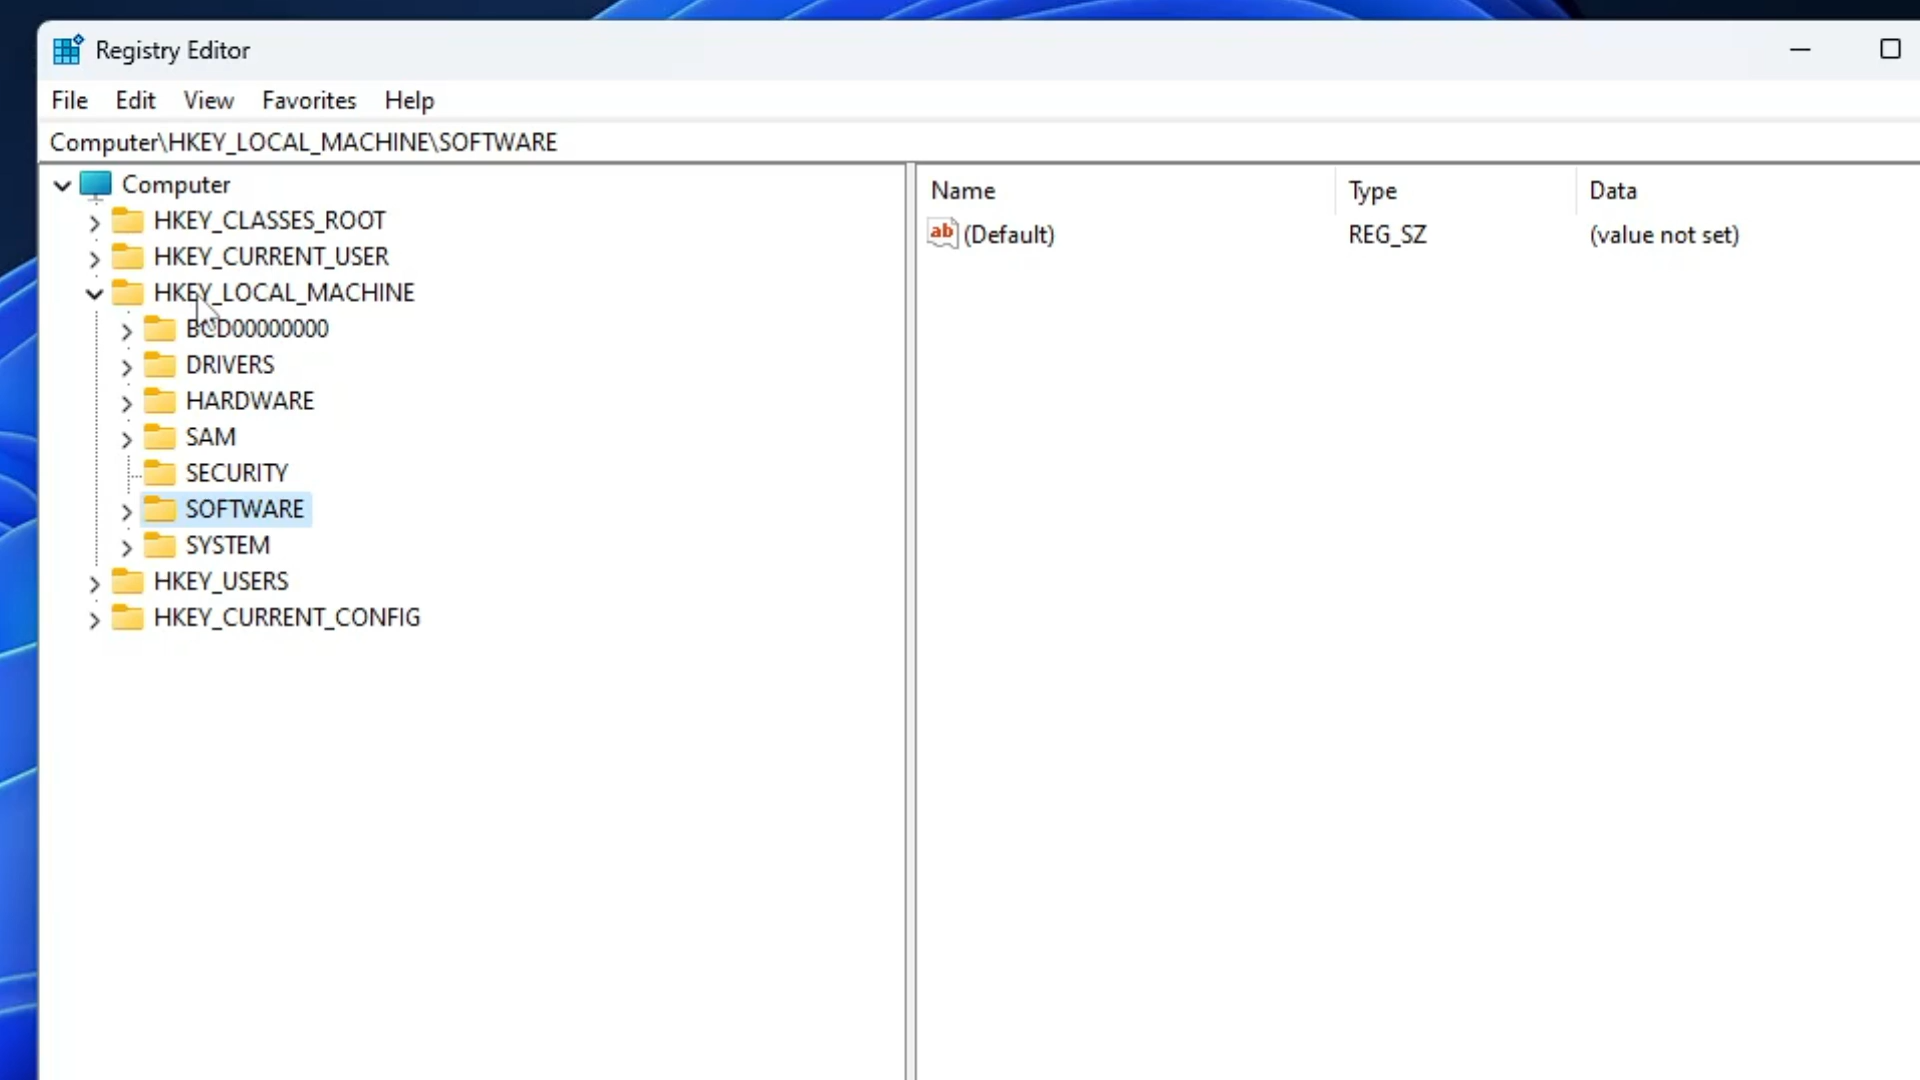 Registry Editor
File Edit View Favorites Help
Computer\HKEY_LOCAL_MACHINE\SOFTWARE
Computer
HKEY_CLASSES_ROOT
HKEY_CURRENT_USER
HKEY_LOCAL_MACHINE
BCD00000000
DRIVERS
HARDWARE
SAM
SECURITY
SOFTWARE
SYSTEM
HKEY_USERS
HKEY_CURRENT_CONFIG
Name Type Data
ab (Default) REG_SZ (value not set)